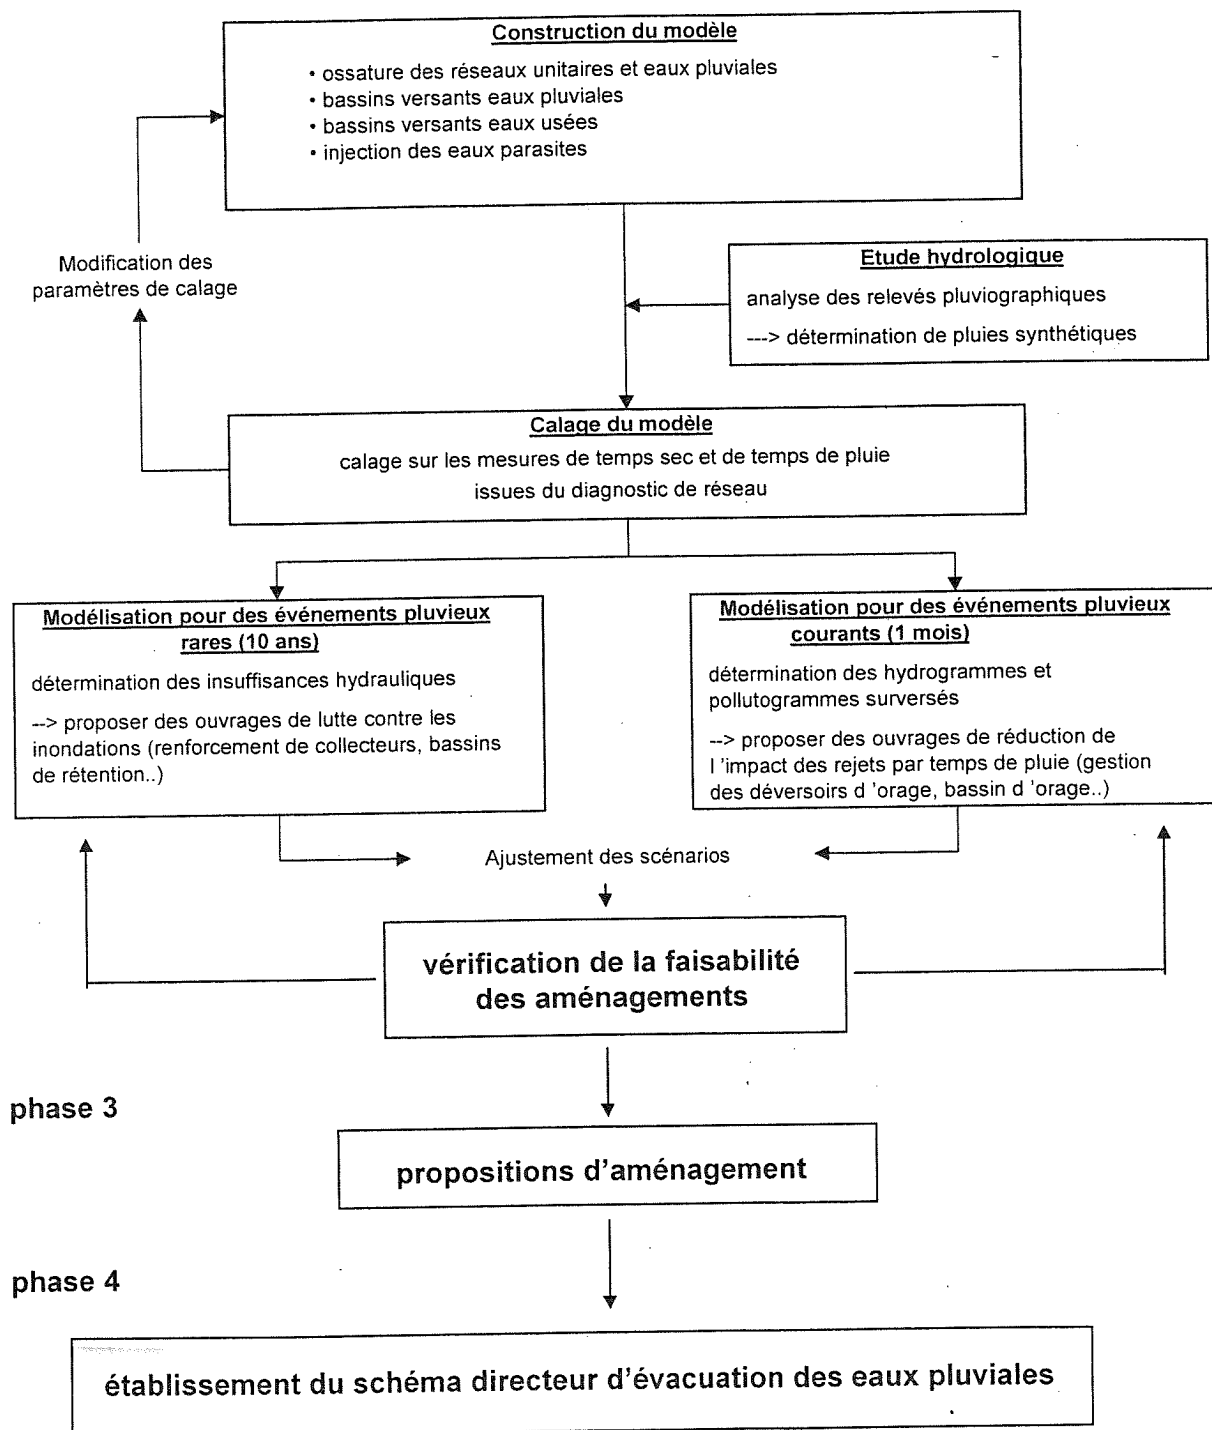 Construction du modèle
• ossature des réseaux unitaires et eaux pluviales
• bassins versants eaux pluviales
• bassins versants eaux usées
• injection des eaux parasites
Modification des
paramètres de calage
Etude hydrologique
analyse des relevés pluviographiques
---> détermination de pluies synthétiques
Calage du modèle
calage sur les mesures de temps sec et de temps de pluie
issues du diagnostic de réseau
Modélisation pour des événements pluvieux
rares (10 ans)
détermination des insuffisances hydrauliques
--> proposer des ouvrages de lutte contre les
inondations (renforcement de collecteurs, bassins
de rétention..)
Modélisation pour des événements pluvieux
courants (1 mois)
détermination des hydrogrammes et
pollutogrammes surversés
--> proposer des ouvrages de réduction de
l 'impact des rejets par temps de pluie (gestion
des déversoirs d 'orage, bassin d 'orage..)
Ajustement des scénarios
vérification de la faisabilité
des aménagements
phase 3
propositions d'aménagement
phase 4
établissement du schéma directeur d'évacuation des eaux pluviales